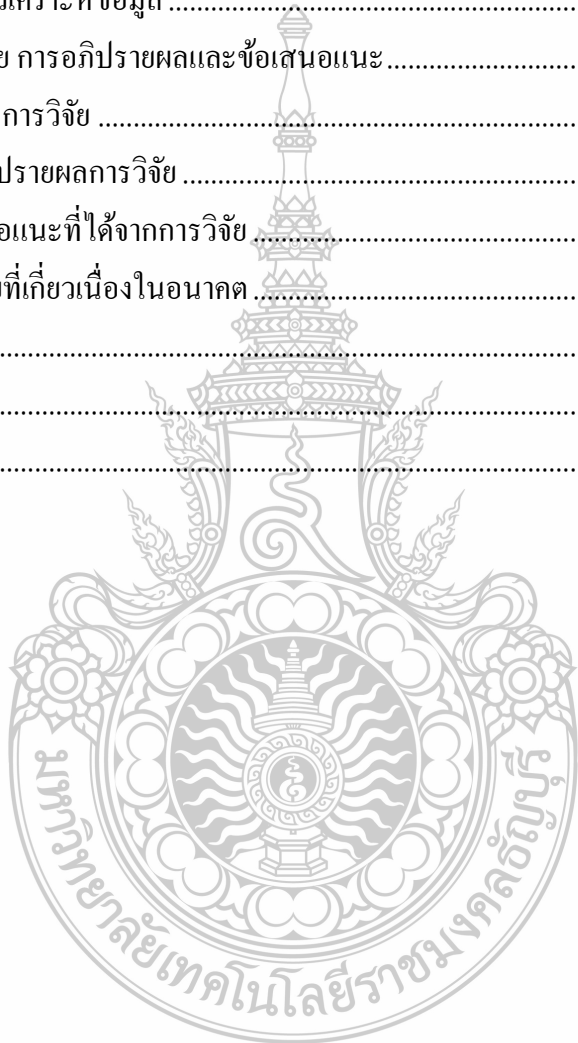 วิเคราะห์ข้อมูล ........................................
ย การอภิปรายผลและข้อเสนอแนะ........................................
การวิจัย ........................................
ปรายผลการวิจัย ........................................
อแนะที่ได้จากการวิจัย ........................................
ที่เกี่ยวเนื่องในอนาคต ........................................
........................................
........................................
........................................
มหาวิทยาลัยเทคโนโลยีราชมงคลธัญบุรี